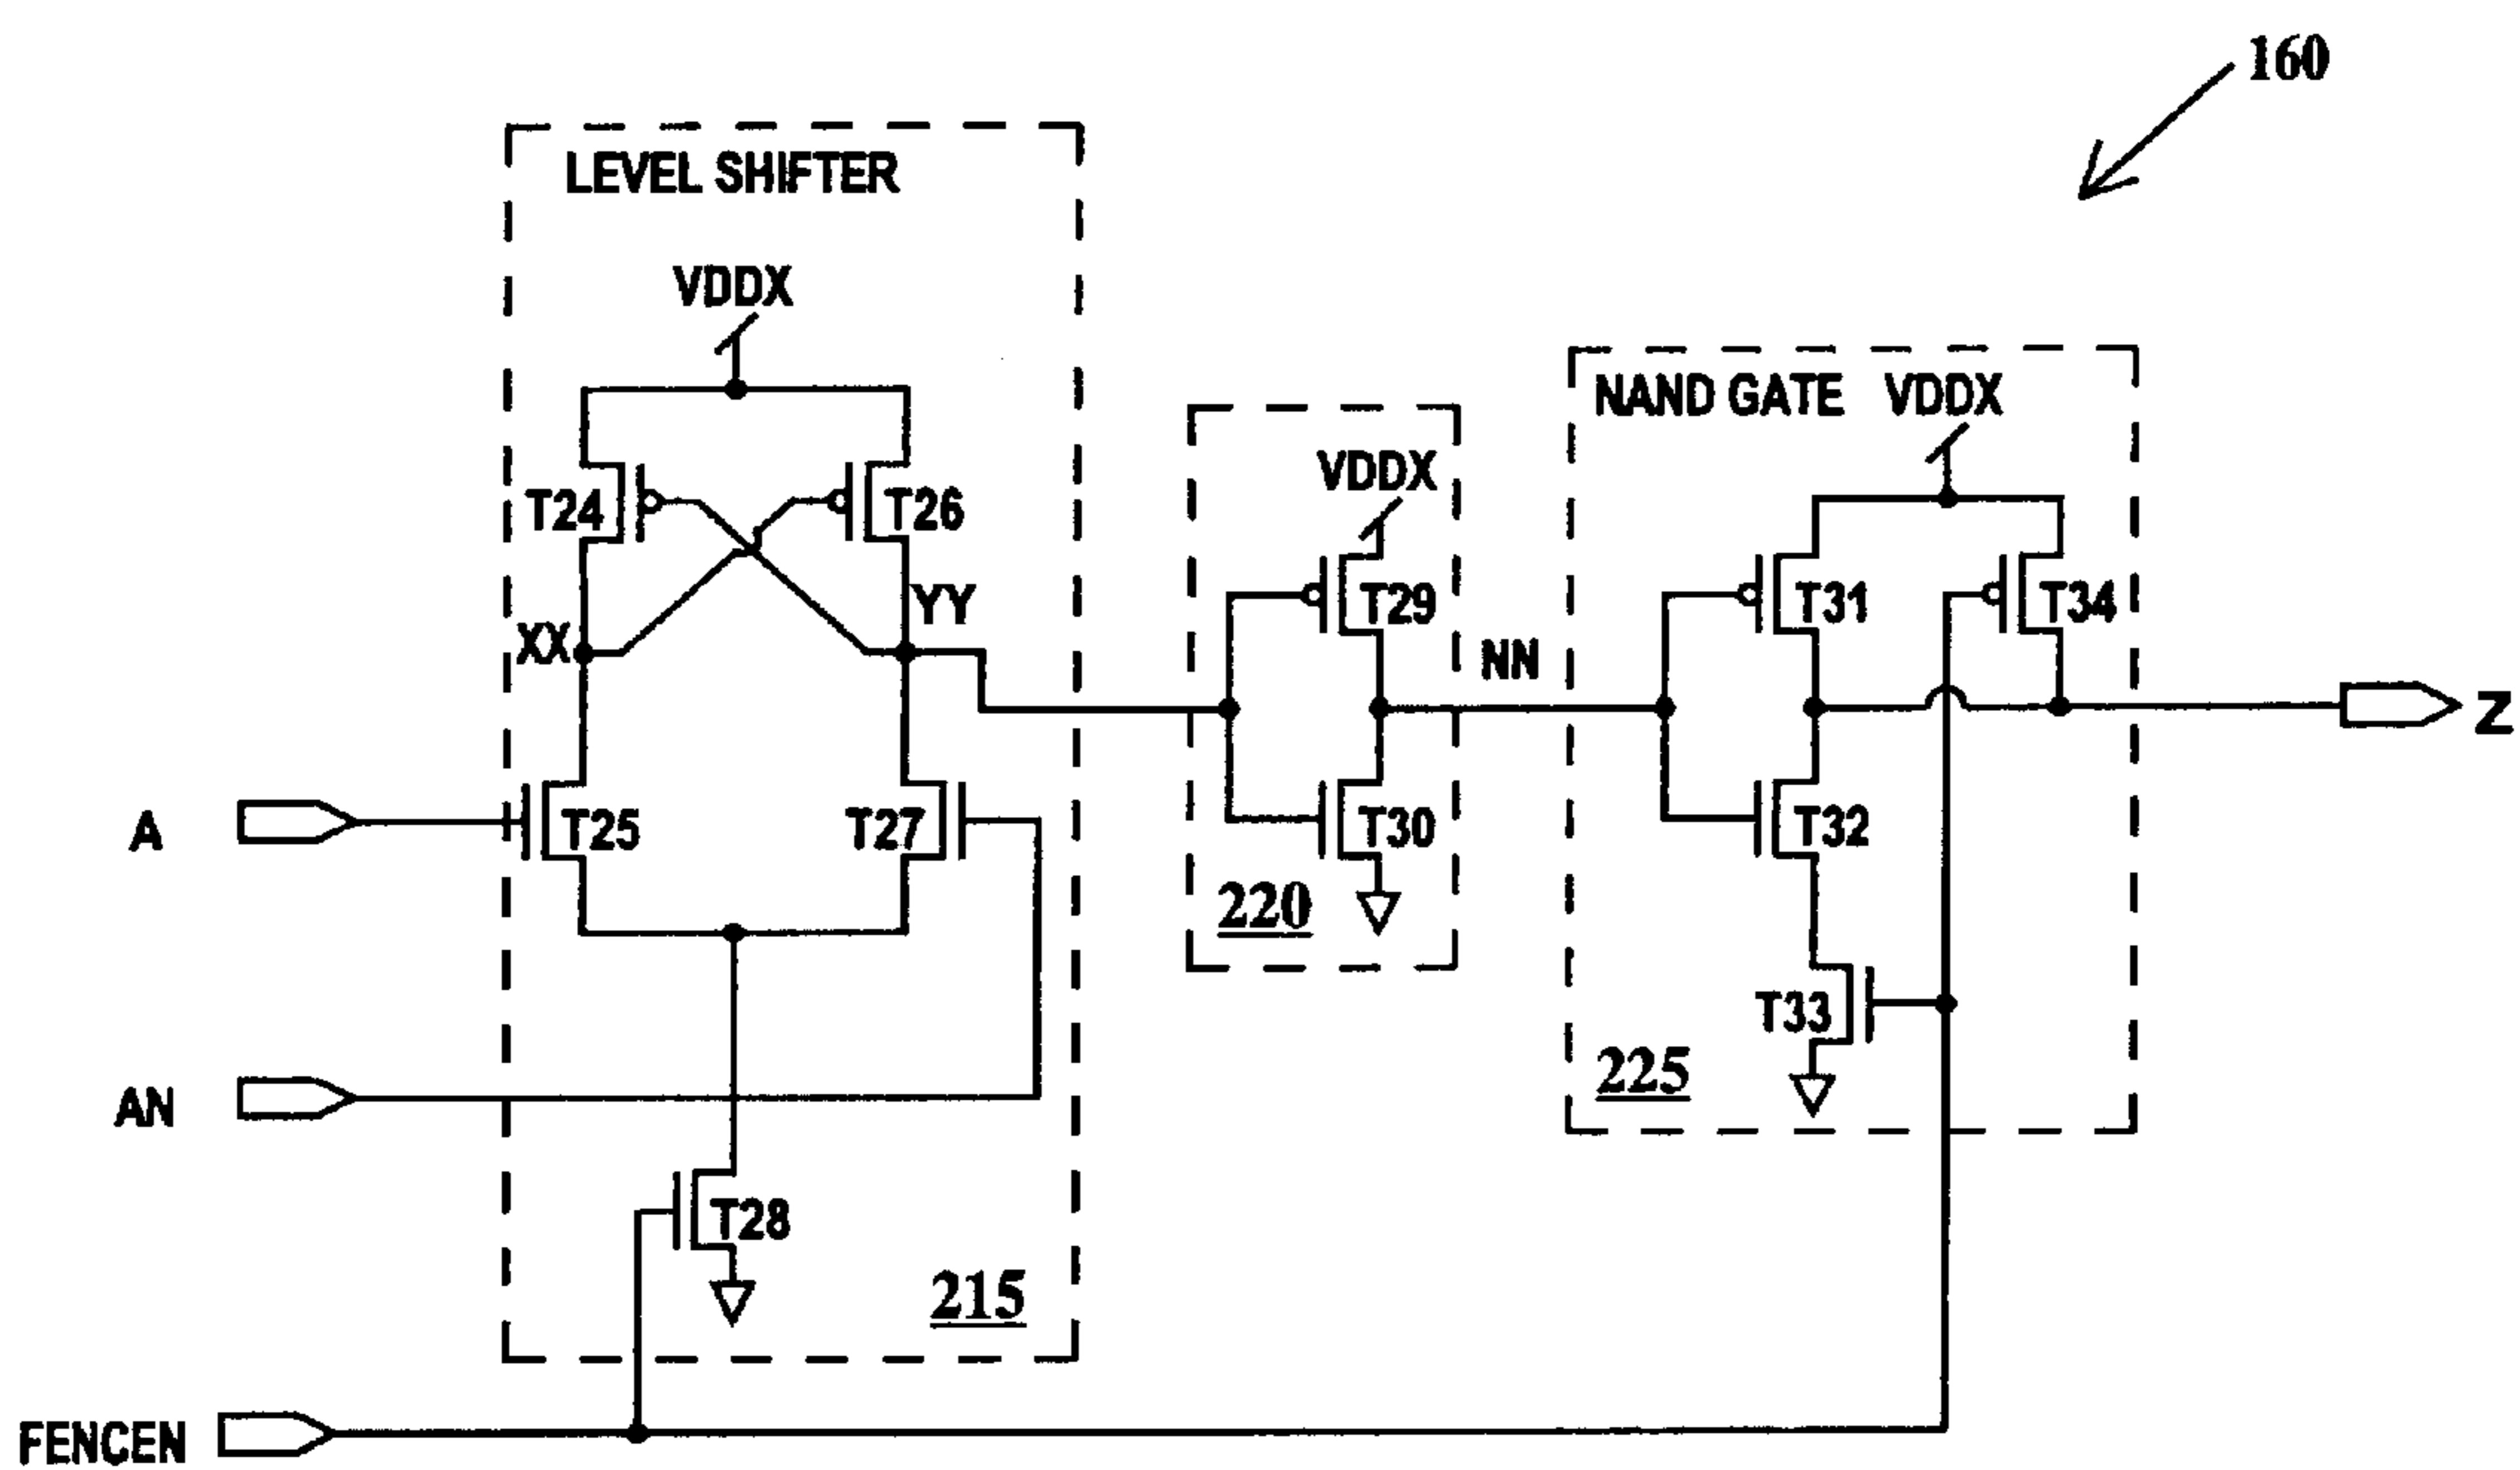 160
LEVEL SHIFTER
VDDX
NAND GATE VDDX
VDDX
T24
T26
T29
T31
T34
YY
XX
NN
Z
A
T25
T27
T30
T32
220
T33
225
AN
T28
215
FENCEN